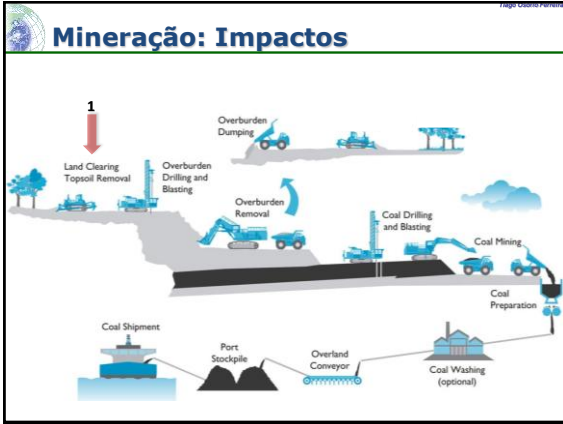 Tiago Osorio Ferreira
Mineração: Impactos
1
Overburden
Dumping
Land Clearing
Topsoil Removal
Overburden
Drilling and
Blasting
Overburden
Removal
Coal Drilling
and Blasting
Coal Mining
Coal
Preparation
Coal Shipment
Port
Stockpile
Overland
Conveyor
Coal Washing
(optional)